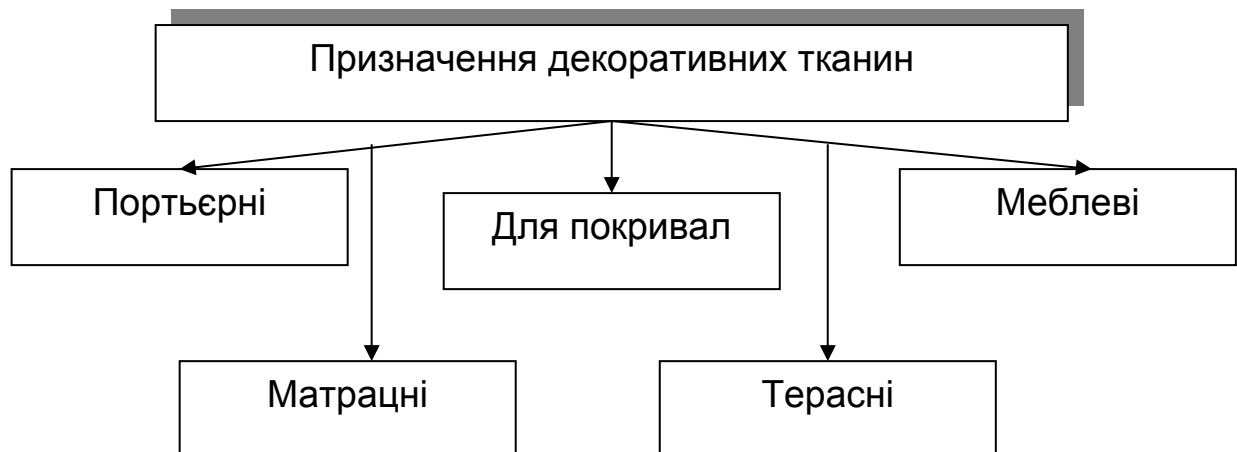 Призначення декоративних тканин
Портьєрні
Для покривал
Меблеві
Матрацні
Терасні